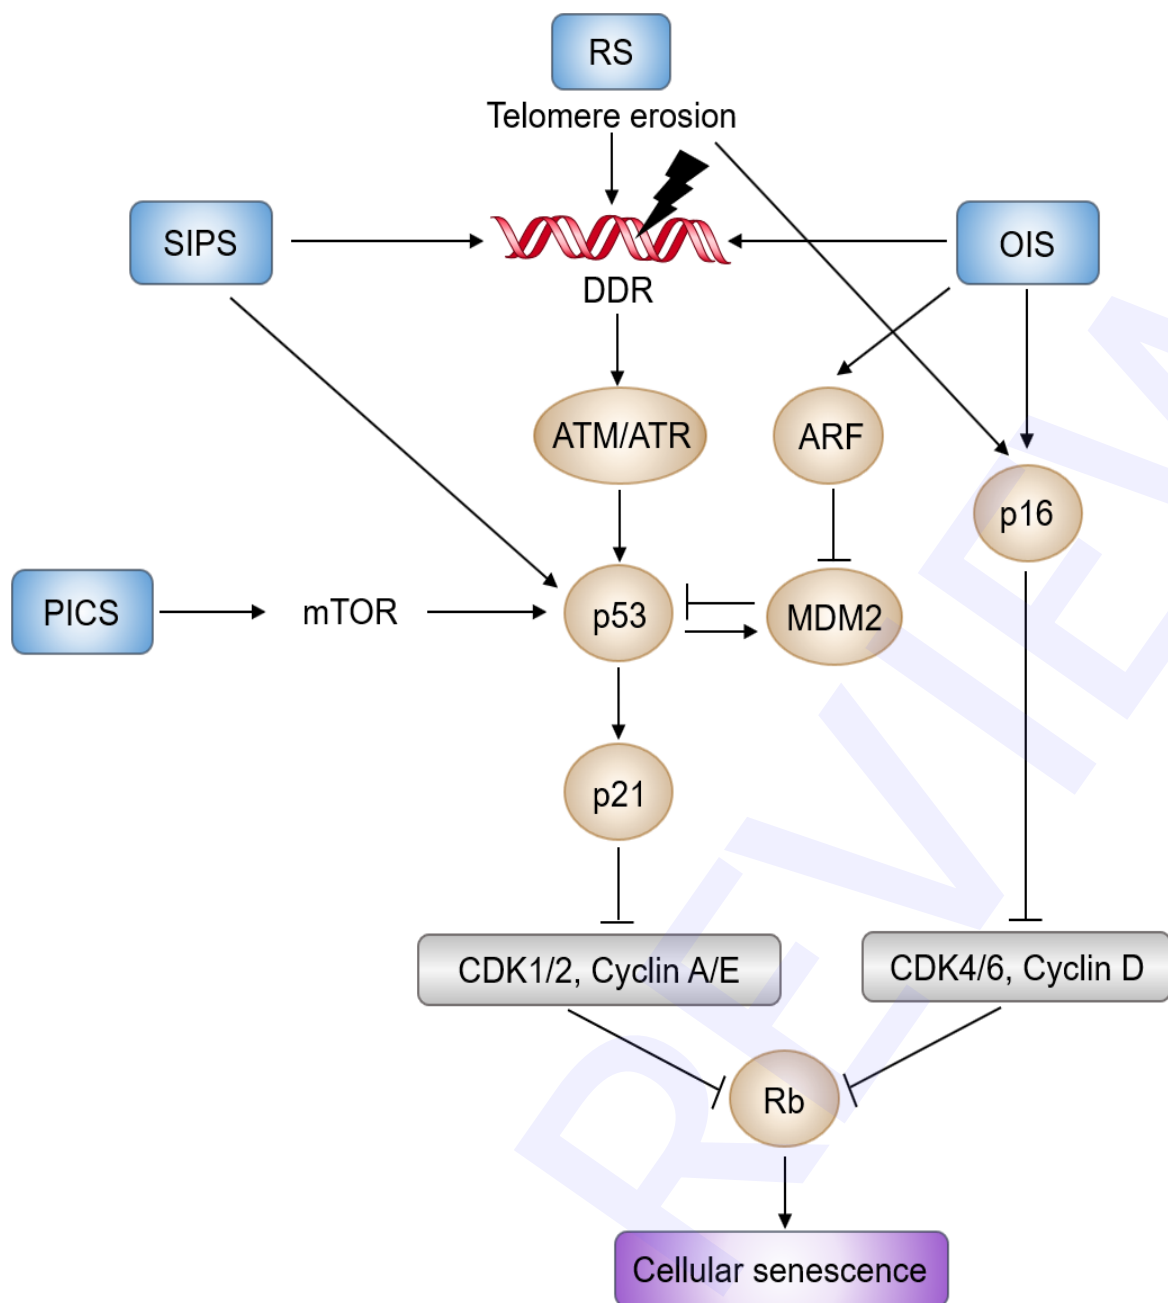 RS
Telomere erosion
SIPS
OIS
DDR
ATM/ATR
ARF
p16
PICS
mTOR
p53
MDM2
p21
CDK1/2, Cyclin A/E
CDK4/6, Cyclin D
Rb
Cellular senescence
REVIEW